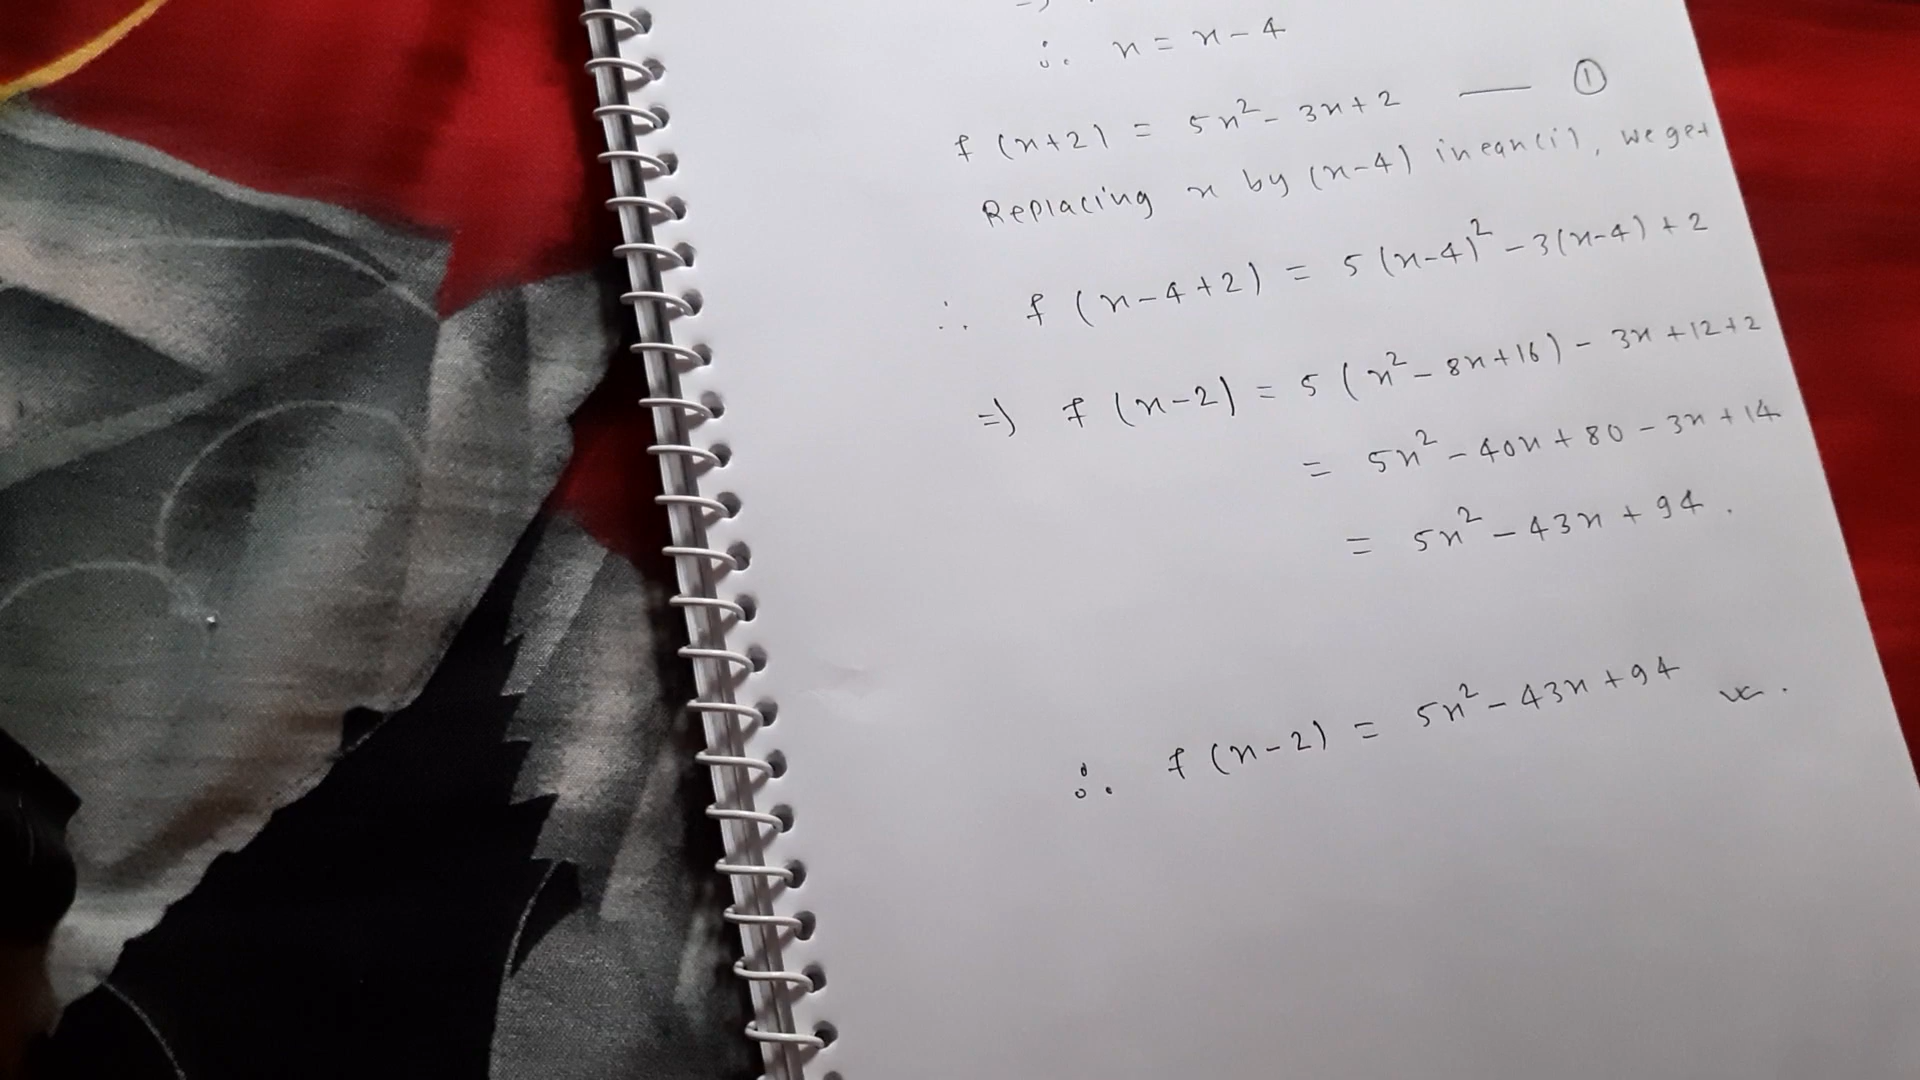 ∴ x = x - 4
f (x+2) = 5x² - 3x + 2 —— ①
Replacing x by (x-4) in eqn (i), we get
∴ f (x-4+2) = 5 (x-4)² - 3(x-4) + 2
=) f (x-2) = 5 (x² - 8x + 16) - 3x + 12 + 2
= 5x² - 40x + 80 - 3x + 14
= 5x² - 43x + 94 .
∴ f (x-2) = 5x² - 43x + 94